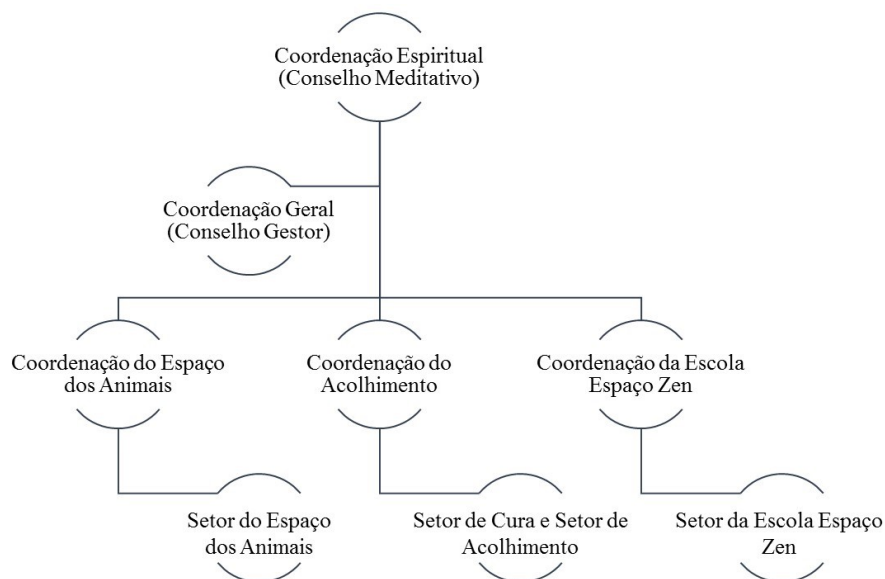 Coordenação Espiritual
(Conselho Meditativo)
Coordenação Geral
(Conselho Gestor)
Coordenação do Espaço
dos Animais
Coordenação do
Acolhimento
Coordenação da Escola
Espaço Zen
Setor do Espaço
dos Animais
Setor de Cura e Setor de
Acolhimento
Setor da Escola Espaço
Zen